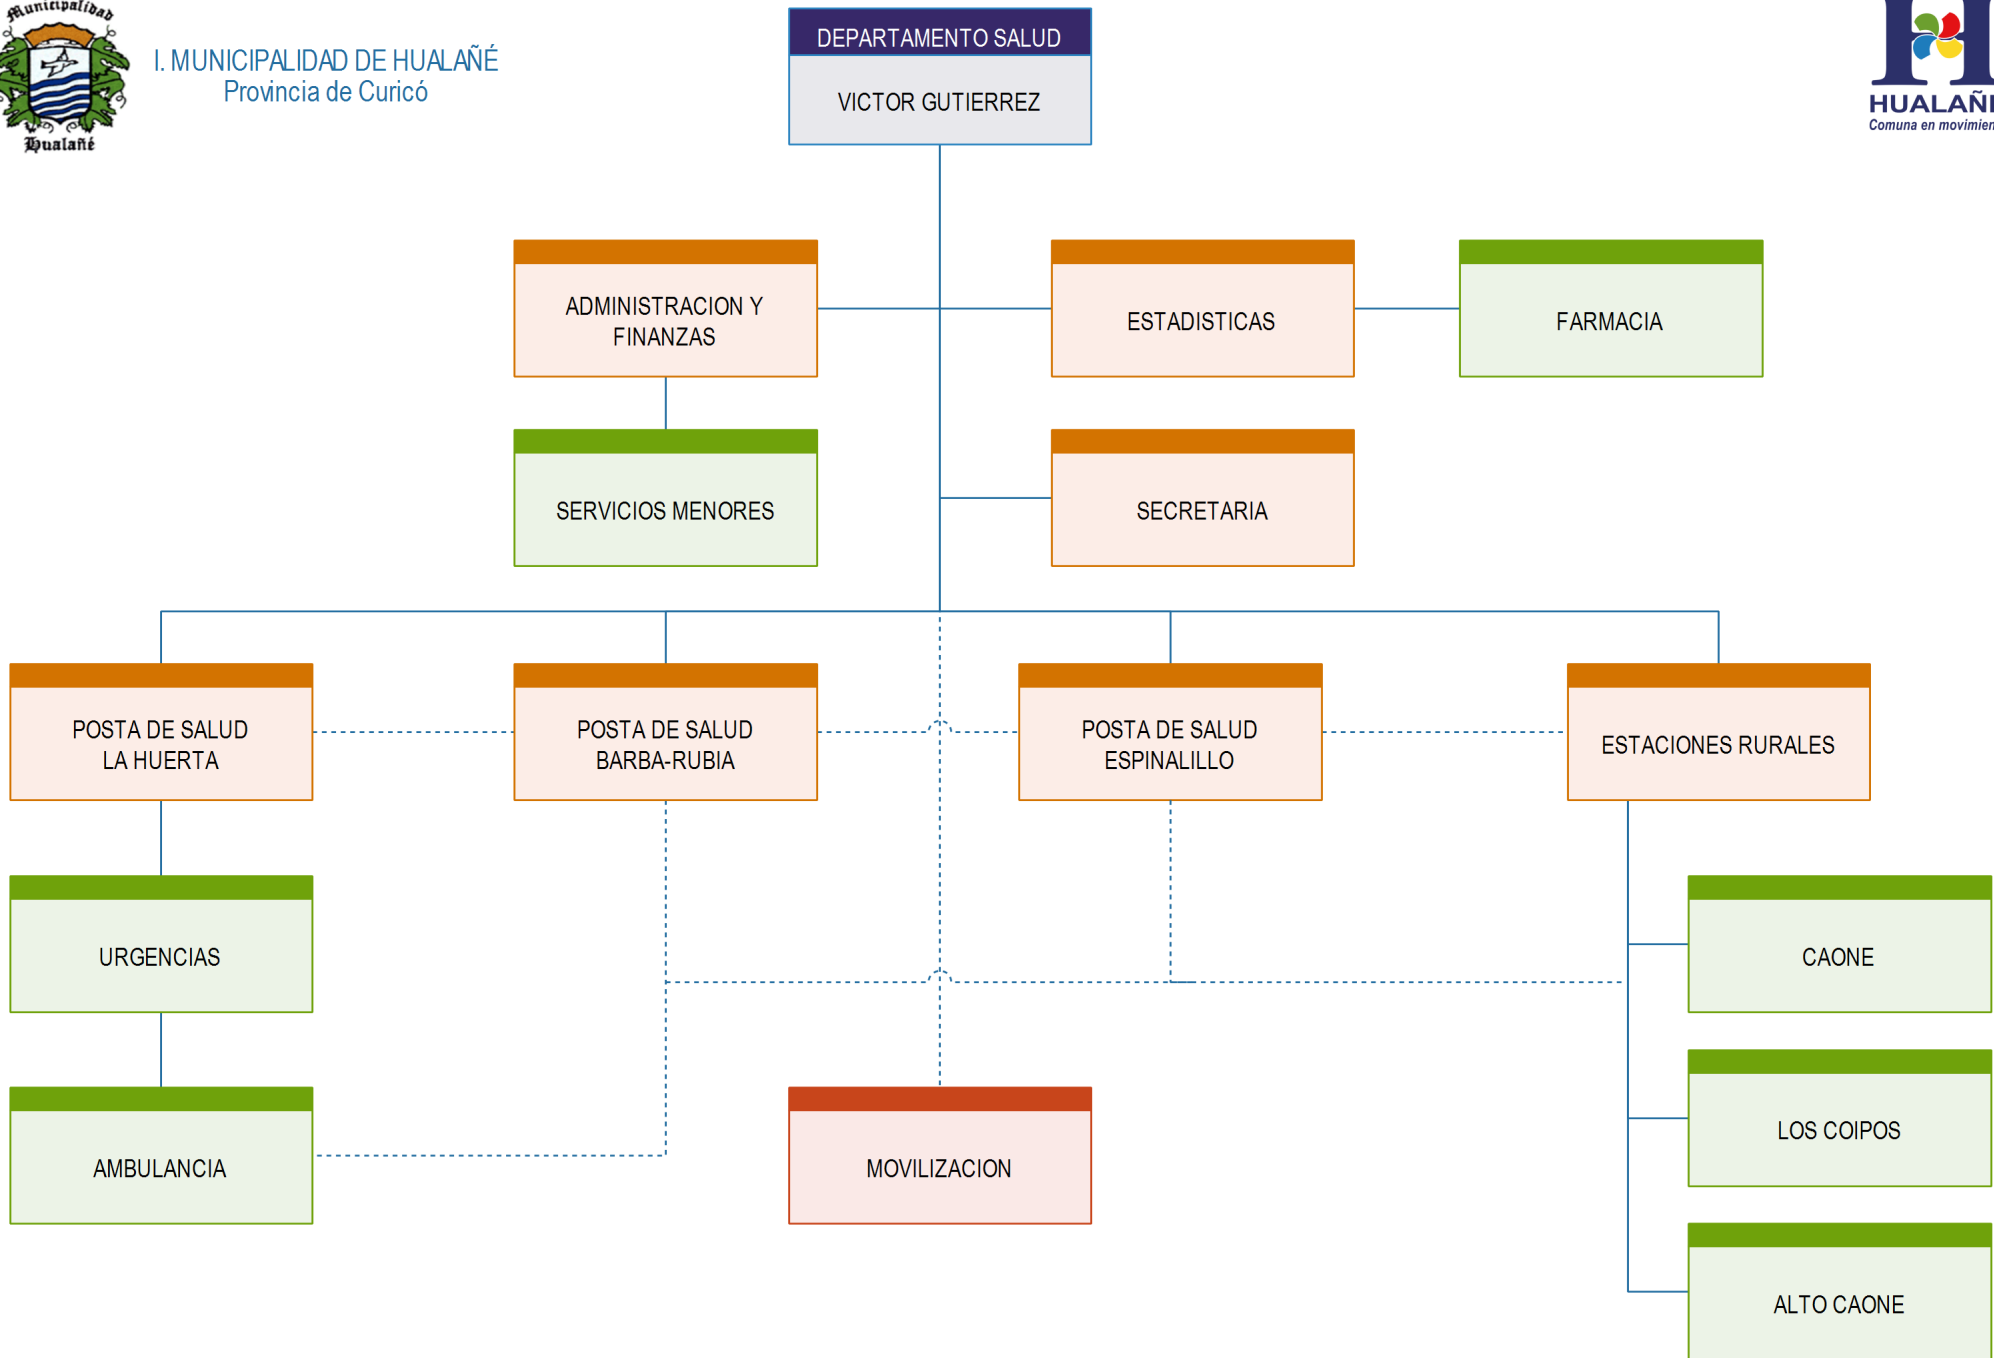 Municipalidad
Hualañé
I. MUNICIPALIDAD DE HUALAÑÉ
Provincia de Curicó
DEPARTAMENTO SALUD
VICTOR GUTIERREZ
H
HUALAÑ
Comuna en movimien
ADMINISTRACION Y
FINANZAS
ESTADISTICAS
FARMACIA
SERVICIOS MENORES
SECRETARIA
POSTA DE SALUD
LA HUERTA
POSTA DE SALUD
BARBA-RUBIA
POSTA DE SALUD
ESPINALILLO
ESTACIONES RURALES
URGENCIAS
CAONE
LOS COIPOS
AMBULANCIA
MOVILIZACION
ALTO CAONE